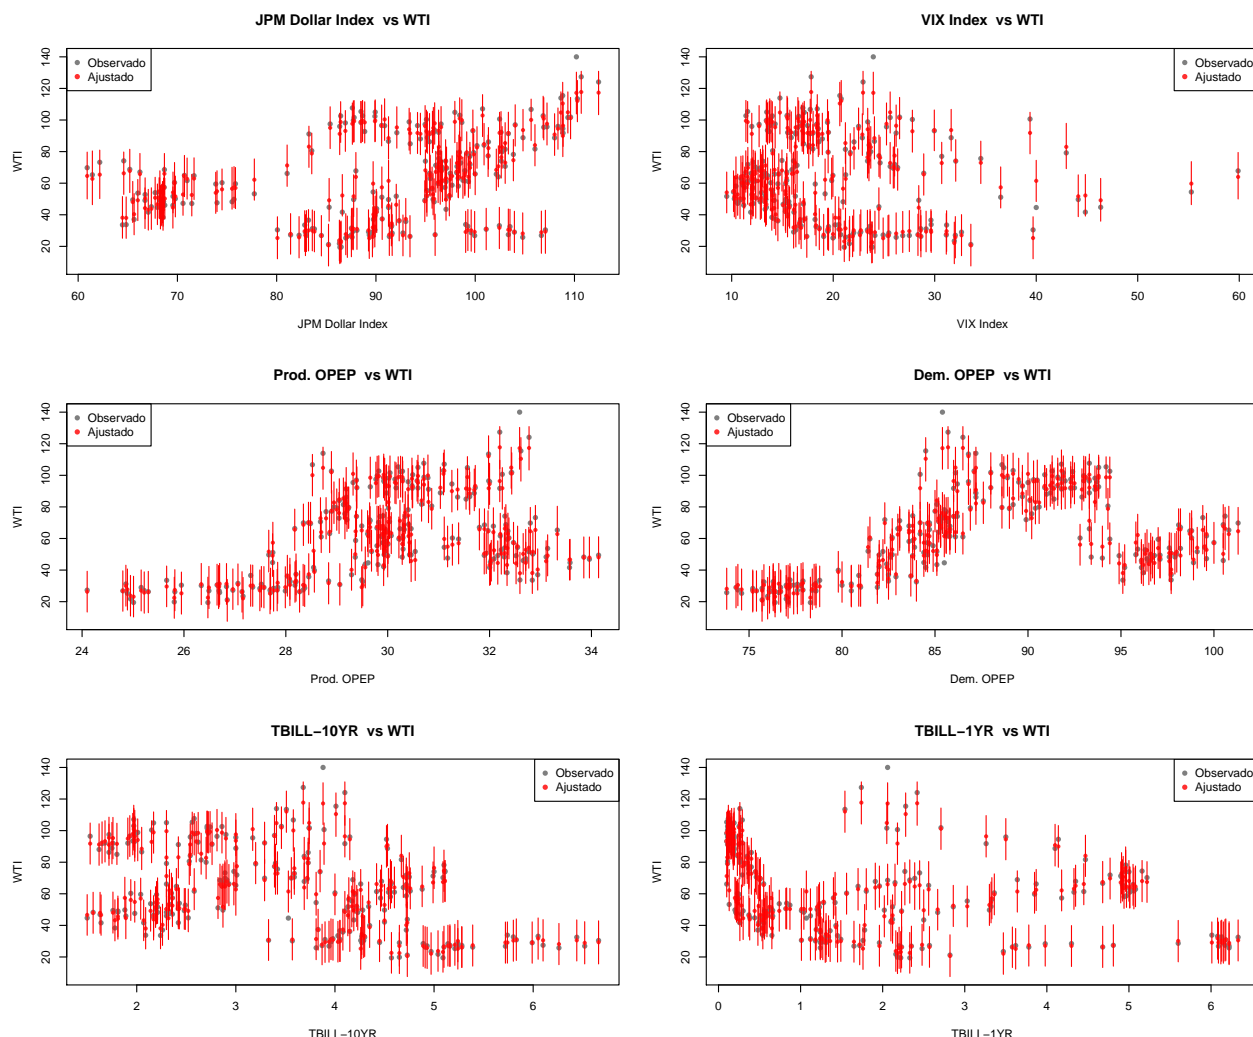 JPM Dollar Index vs WTI
Observado
Ajustado
WTI
20 40 60 80 100 120 140
60 70 80 90 100 110
JPM Dollar Index
VIX Index vs WTI
Observado
Ajustado
WTI
20 40 60 80 100 120 140
10 20 30 40 50 60
VIX Index
Prod. OPEP vs WTI
Observado
Ajustado
WTI
20 40 60 80 100 120 140
24 26 28 30 32 34
Prod. OPEP
Dem. OPEP vs WTI
Observado
Ajustado
WTI
20 40 60 80 100 120 140
75 80 85 90 95 100
Dem. OPEP
TBILL−10YR vs WTI
Observado
Ajustado
WTI
20 40 60 80 100 120 140
2 3 4 5 6
TBILL−10YR
TBILL−1YR vs WTI
Observado
Ajustado
WTI
20 40 60 80 100 120 140
0 1 2 3 4 5 6
TBILL−1YR